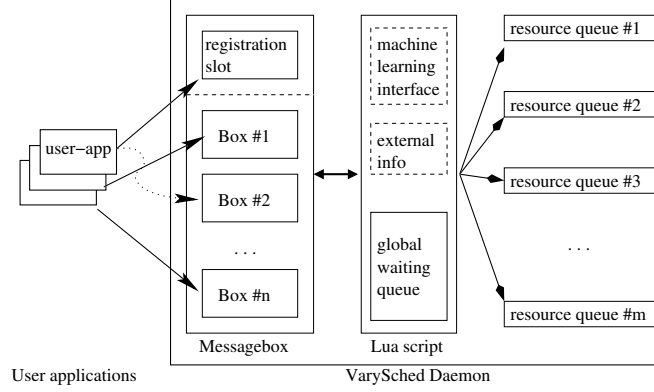 registration
slot
Box #1
Box #2
. . .
Box #n
Messagebox
user-app
User applications
machine
learning
interface
external
info
global
waiting
queue
Lua script
resource queue #1
resource queue #2
resource queue #3
. . .
resource queue #m
VarySched Daemon